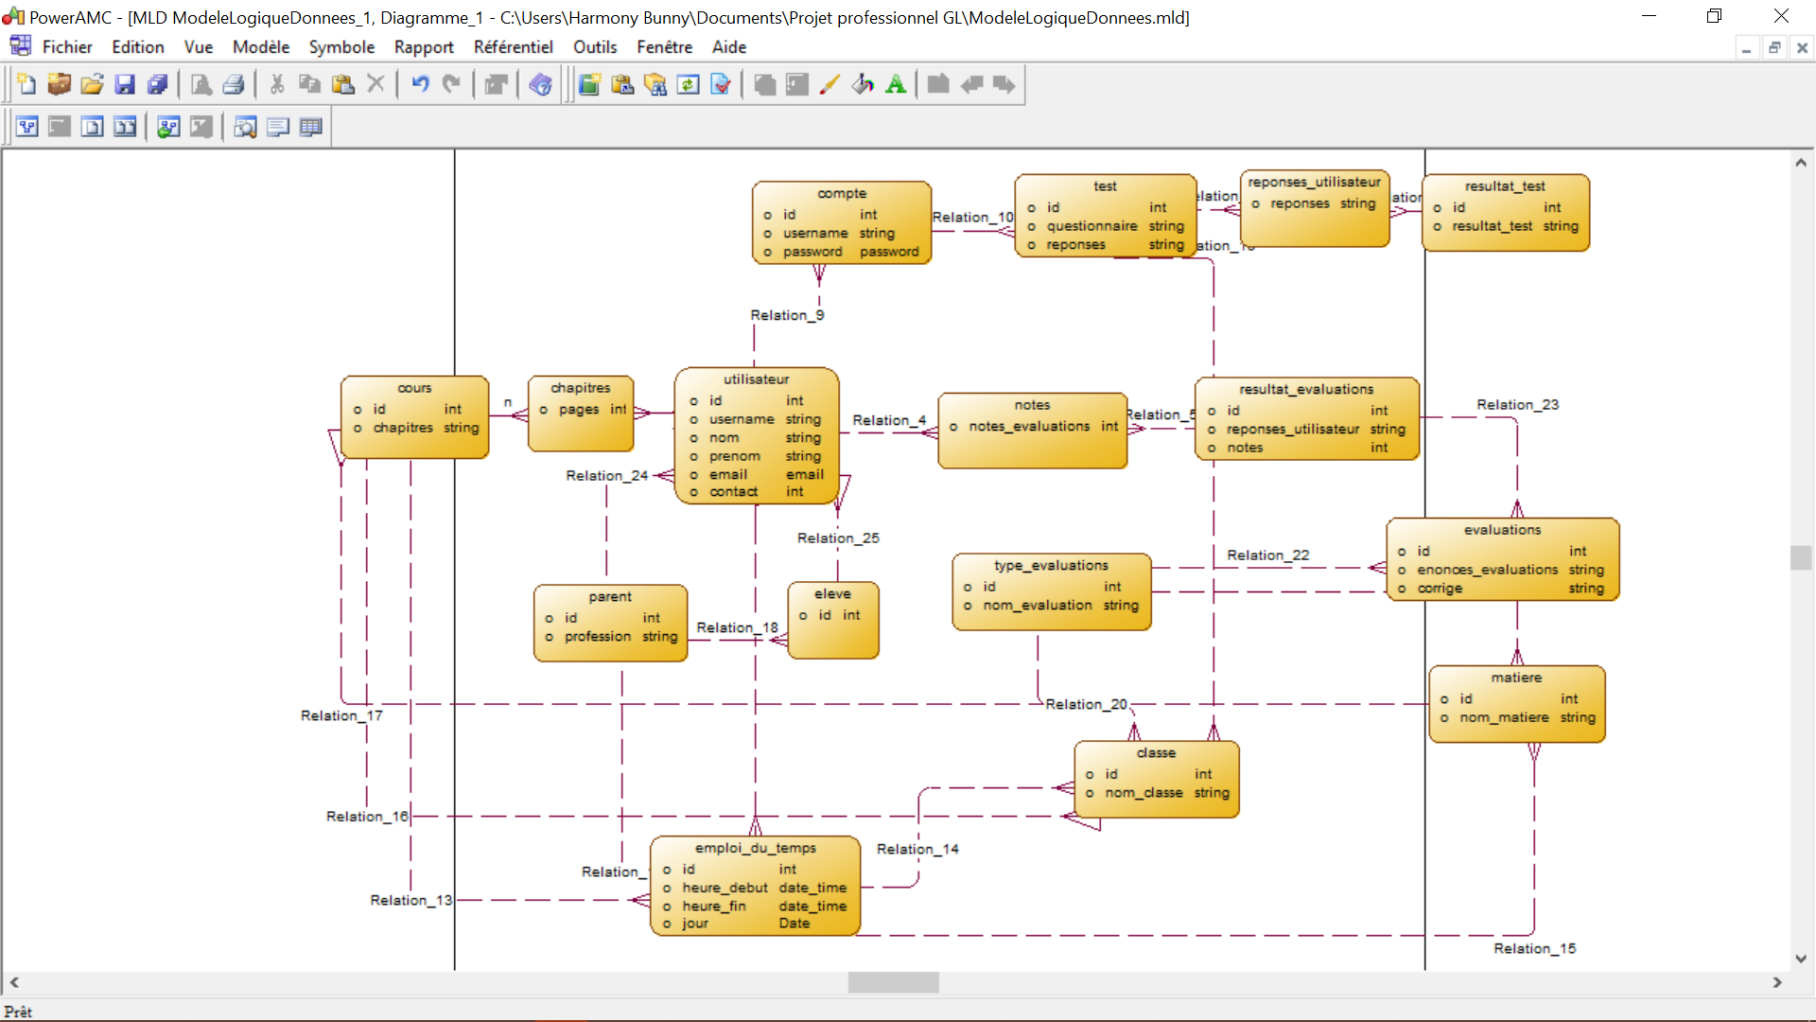 PowerAMC - [MLD ModeleLogiqueDonnees_1, Diagramme_1 - C:\Users\Harmony Bunny\Documents\Projet professionnel GL\ModeleLogiqueDonnees.mld]
Fichier Edition Vue Modèle Symbole Rapport Référentiel Outils Fenêtre Aide
compte
id int
username string
password password
Relation_10
test
id int
questionnaire string
reponses string
elation
reponses_utilisateur
reponses string
ation
resultat_test
id int
resultat_test string
Relation_9
cours
id int
chapitres string
n
chapitres
pages int
utilisateur
id int
username string
nom string
prenom string
email email
contact int
Relation_4
notes
notes_evaluations int
Relation_5
resultat_evaluations
id int
reponses_utilisateur string
notes int
Relation_23
Relation_24
Relation_25
type_evaluations
id int
nom_evaluation string
Relation_22
evaluations
id int
enonces_evaluations string
corrige string
parent
id int
profession string
Relation_18
eleve
id int
matiere
id int
nom_matiere string
Relation_17
Relation_20
classe
id int
nom_classe string
Relation_16
Relation_14
emploi_du_temps
id int
heure_debut date_time
heure_fin date_time
jour Date
Relation_
Relation_13
Relation_15
Prêt